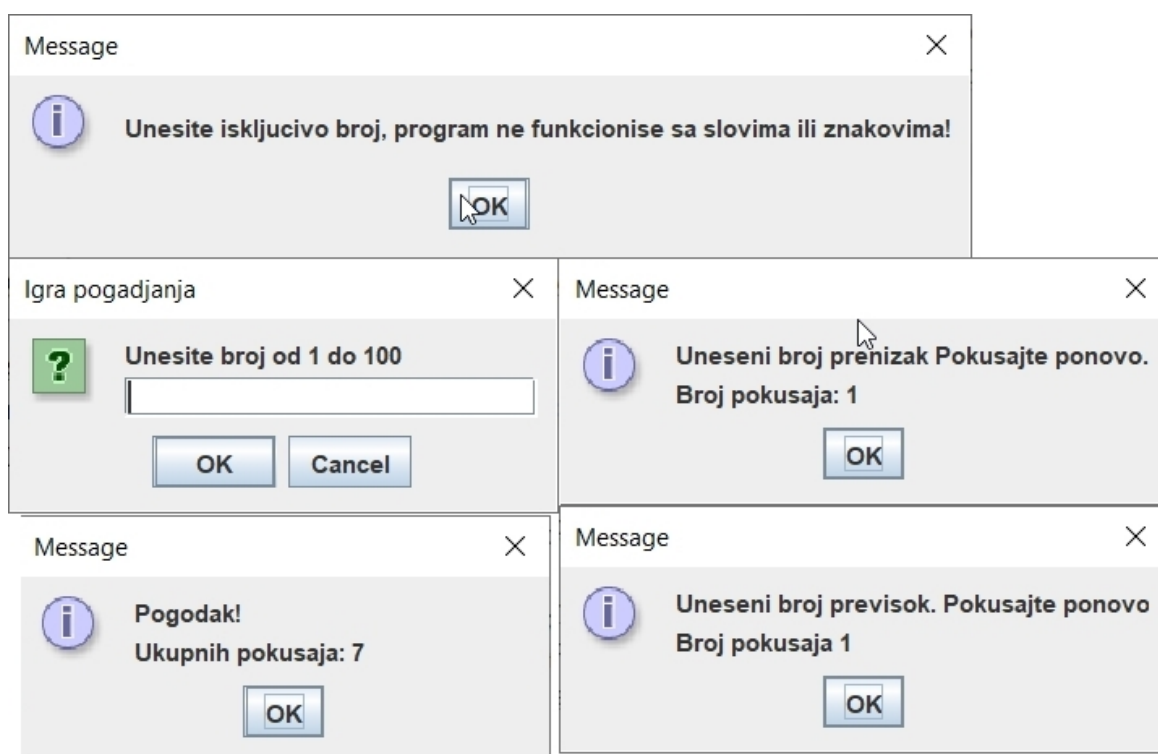 Message
Unesite iskljucivo broj, program ne funkcionise sa slovima ili znakovima!
OK
Igra pogadjanja
Unesite broj od 1 do 100
OK
Cancel
Message
Uneseni broj prenizak Pokusajte ponovo.
Broj pokusaja: 1
OK
Message
Pogodak!
Ukupnih pokusaja: 7
OK
Message
Uneseni broj previsok. Pokusajte ponovo
Broj pokusaja 1
OK